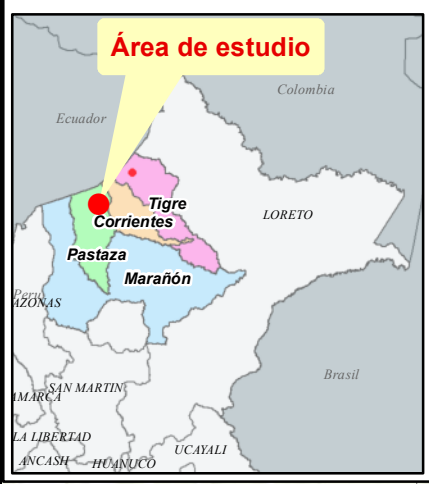 Área de estudio
Colombia
Ecuador
Tigre
LORETO
Corrientes
Pastaza
Marañón
Peru
AZONAS
Brasil
SAN MARTIN
AMARCA
LA LIBERTAD
UCAYALI
ANCASH
HUANUCO